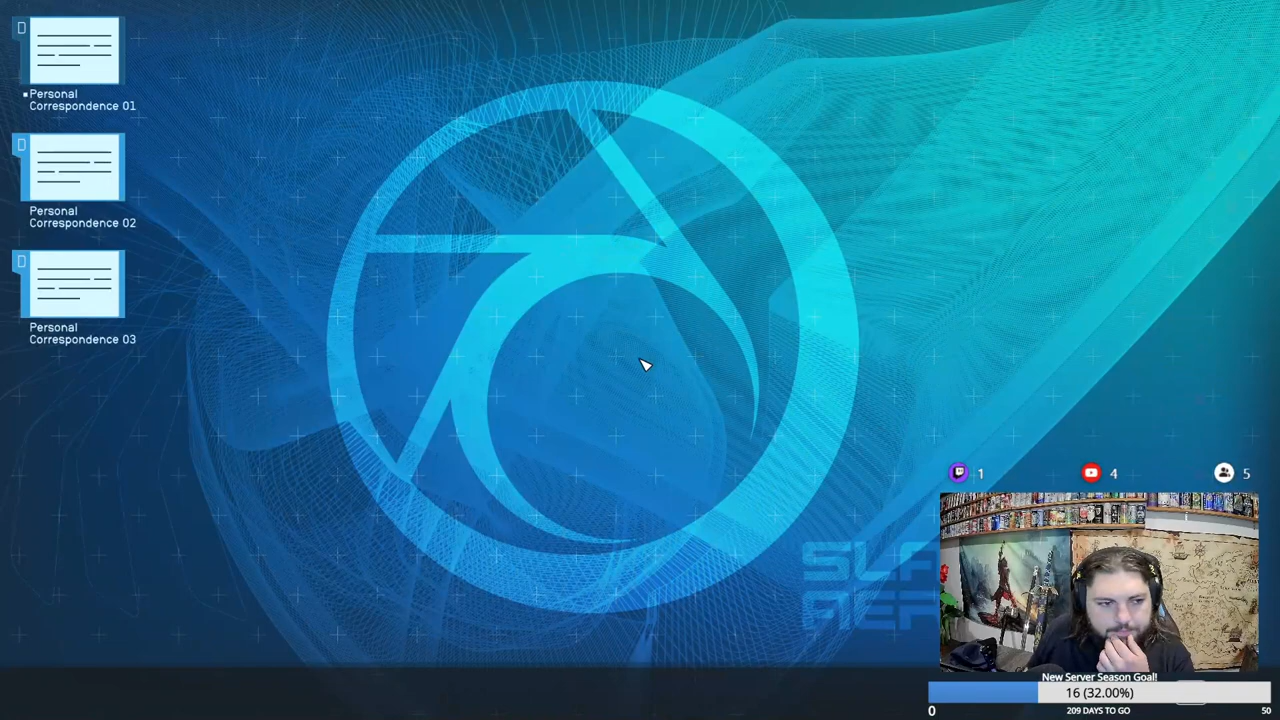 Personal
Correspondence 01
Personal
Correspondence 02
Personal
Correspondence 03
1
4
5
New Server Season Goal!
16 (32.00%)
0
209 DAYS TO GO
50